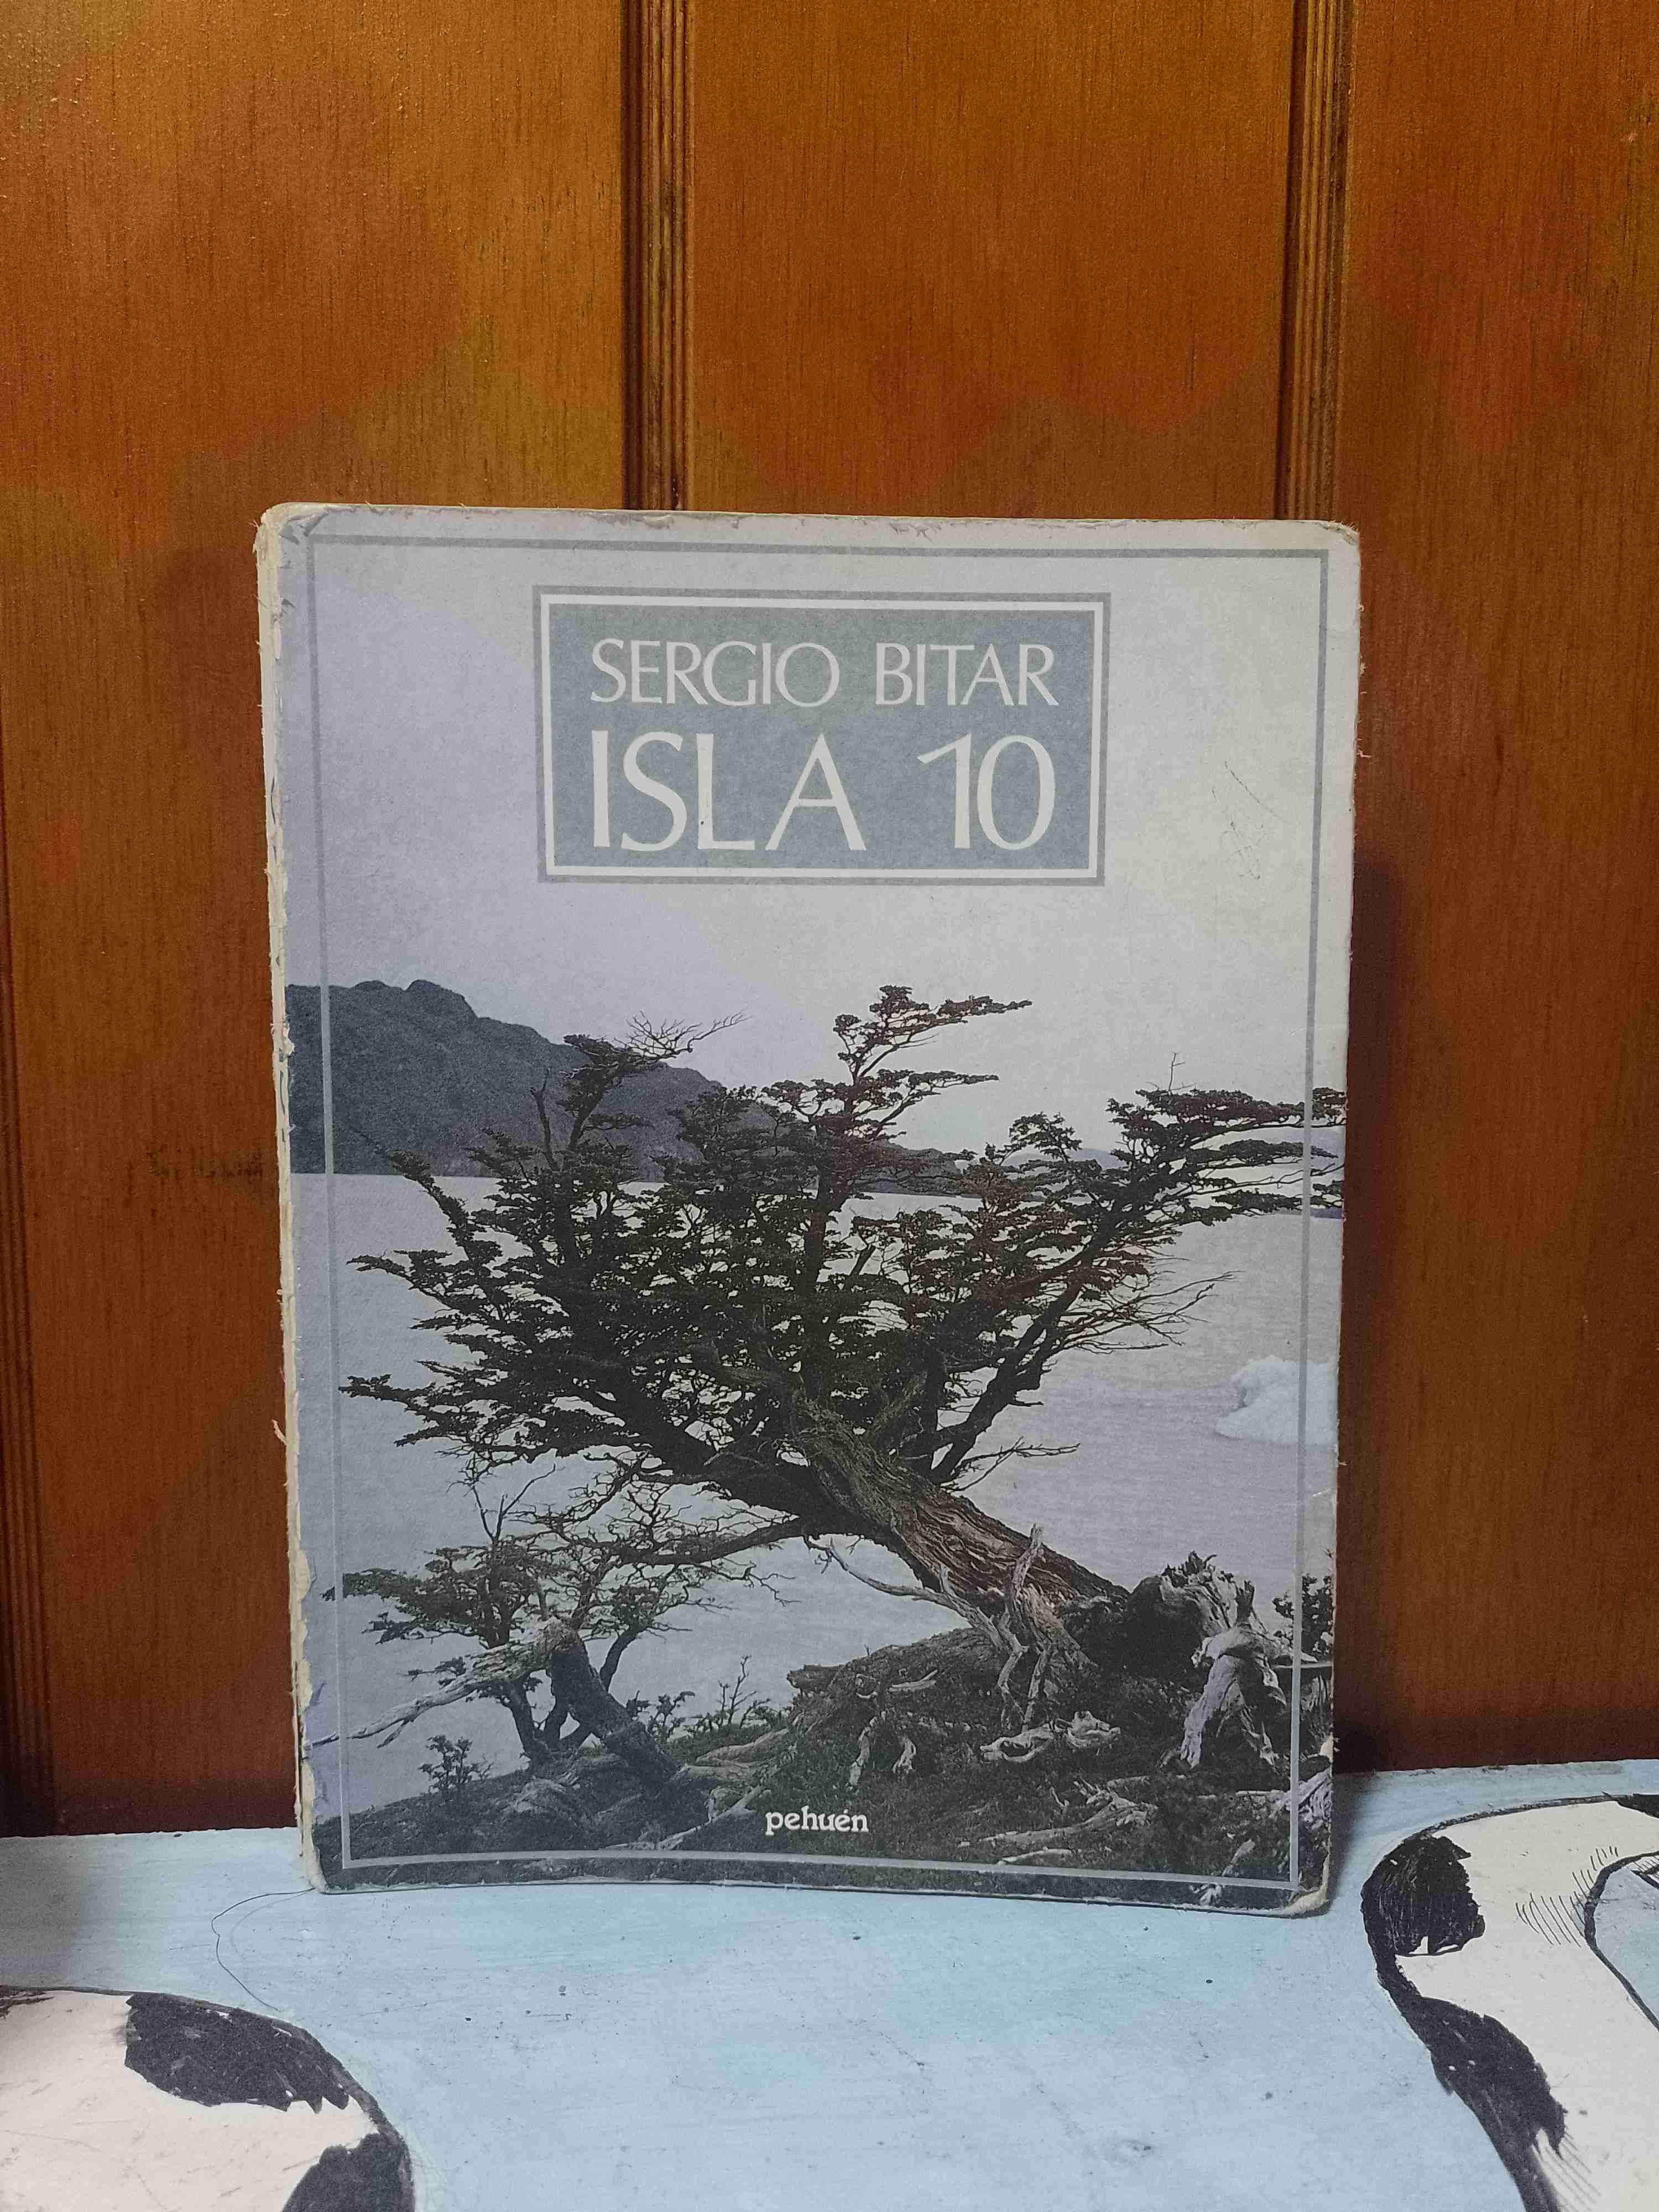 SERGIO BITAR
ISLA 10
pehuén